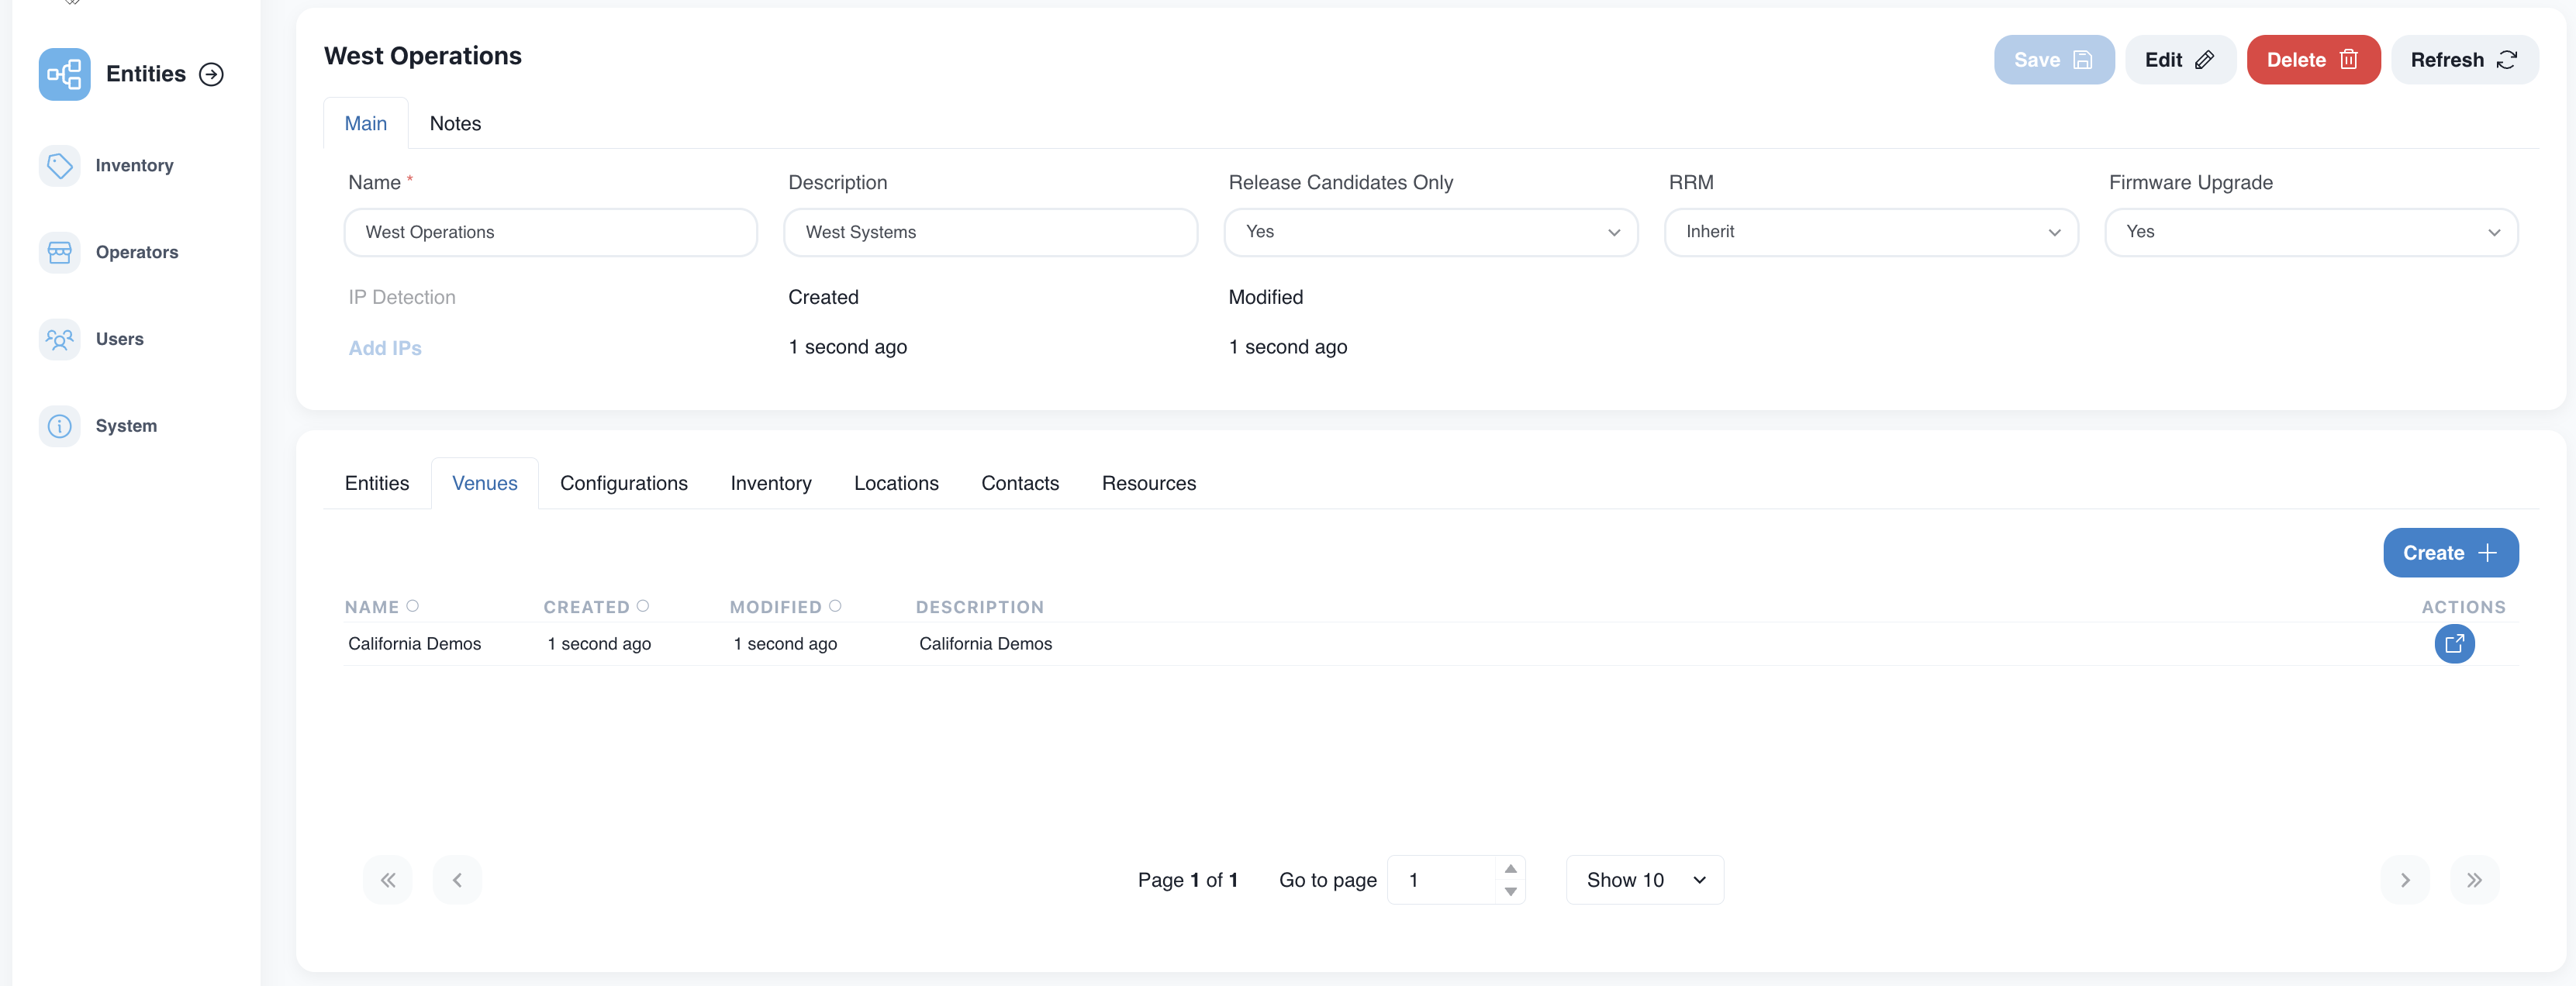 Entities
Inventory
Operators
Users
System
West Operations
Save
Edit
Delete
Refresh
Main
Notes
Name *
Description
Release Candidates Only
RRM
Firmware Upgrade
West Operations
West Systems
Yes
Inherit
Yes
IP Detection
Created
Modified
Add IPs
1 second ago
1 second ago
Entities
Venues
Configurations
Inventory
Locations
Contacts
Resources
Create
NAME
CREATED
MODIFIED
DESCRIPTION
ACTIONS
California Demos
1 second ago
1 second ago
California Demos
Page 1 of 1
Go to page
1
Show 10